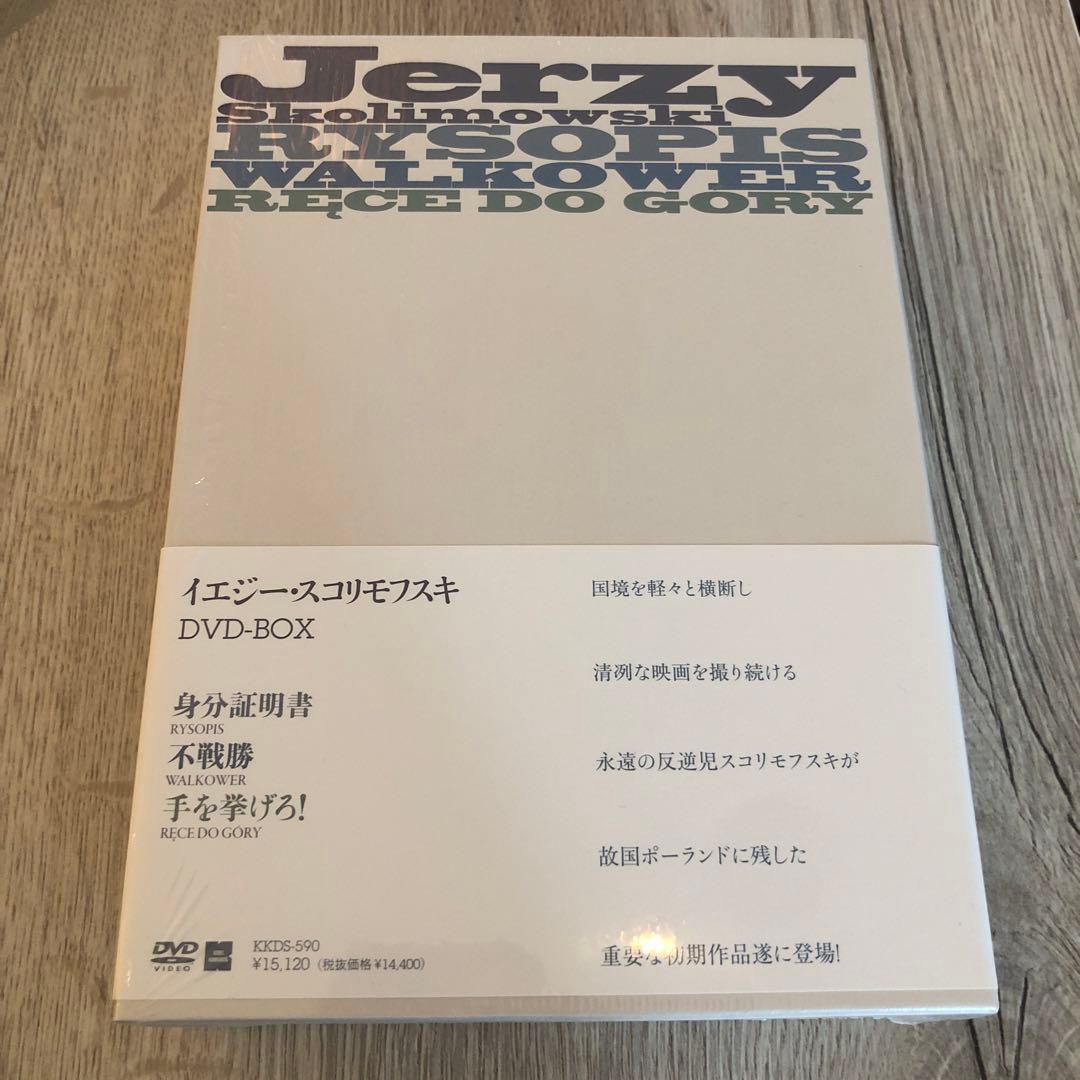 Jerzy
Skolimowski
RYSOPIS
WALKOWER
RĘCE DO GORY
イエジー・スコリモフスキ
DVD-BOX
身分証明書
RYSOPIS
不戦勝
WALKOWER
手を挙げろ!
RĘCE DO GÓRY
国境を軽々と横断し
清冽な映画を撮り続ける
永遠の反逆児スコリモフスキが
故国ポーランドに残した
重要な初期作品遂に登場!
DVD
VIDEO
KKDS-590
¥15,120（税抜価格¥14,400）